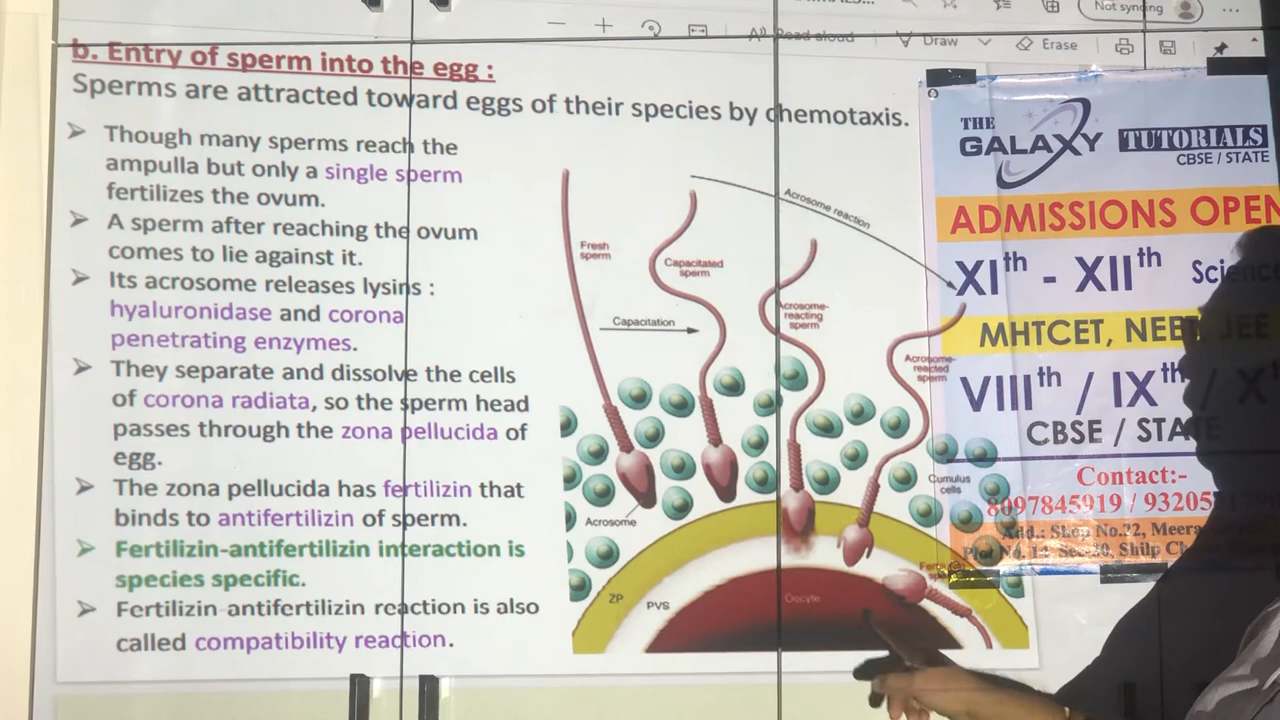 Not syncing
Read aloud
Draw
Erase
b. Entry of sperm into the egg :
Sperms are attracted toward eggs of their species by chemotaxis.
➢ Though many sperms reach the
ampulla but only a single sperm
fertilizes the ovum.
➢ A sperm after reaching the ovum
comes to lie against it.
➢ Its acrosome releases lysins :
hyaluronidase and corona
penetrating enzymes.
➢ They separate and dissolve the cells
of corona radiata, so the sperm head
passes through the zona pellucida of
egg.
➢ The zona pellucida has fertilizin that
binds to antifertilizin of sperm.
➢ Fertilizin-antifertilizin interaction is
species specific.
➢ Fertilizin antifertilizin reaction is also
called compatibility reaction.
Acrosome reaction
Fresh
sperm
Capacitated
sperm
Capacitation
Acrosome-
reacting
sperm
Acrosome-
reacted
sperm
Cumulus
cells
Acrosome
ZP
PVS
Oocyte
THE
GALAXY TUTORIALS
CBSE / STATE
ADMISSIONS OPEN
XIth - XIIth Science
MHTCET, NEET, JEE
VIIIth / IXth / Xth
CBSE / STATE
Contact:-
8097845919 /
Add.: Shop No.22,